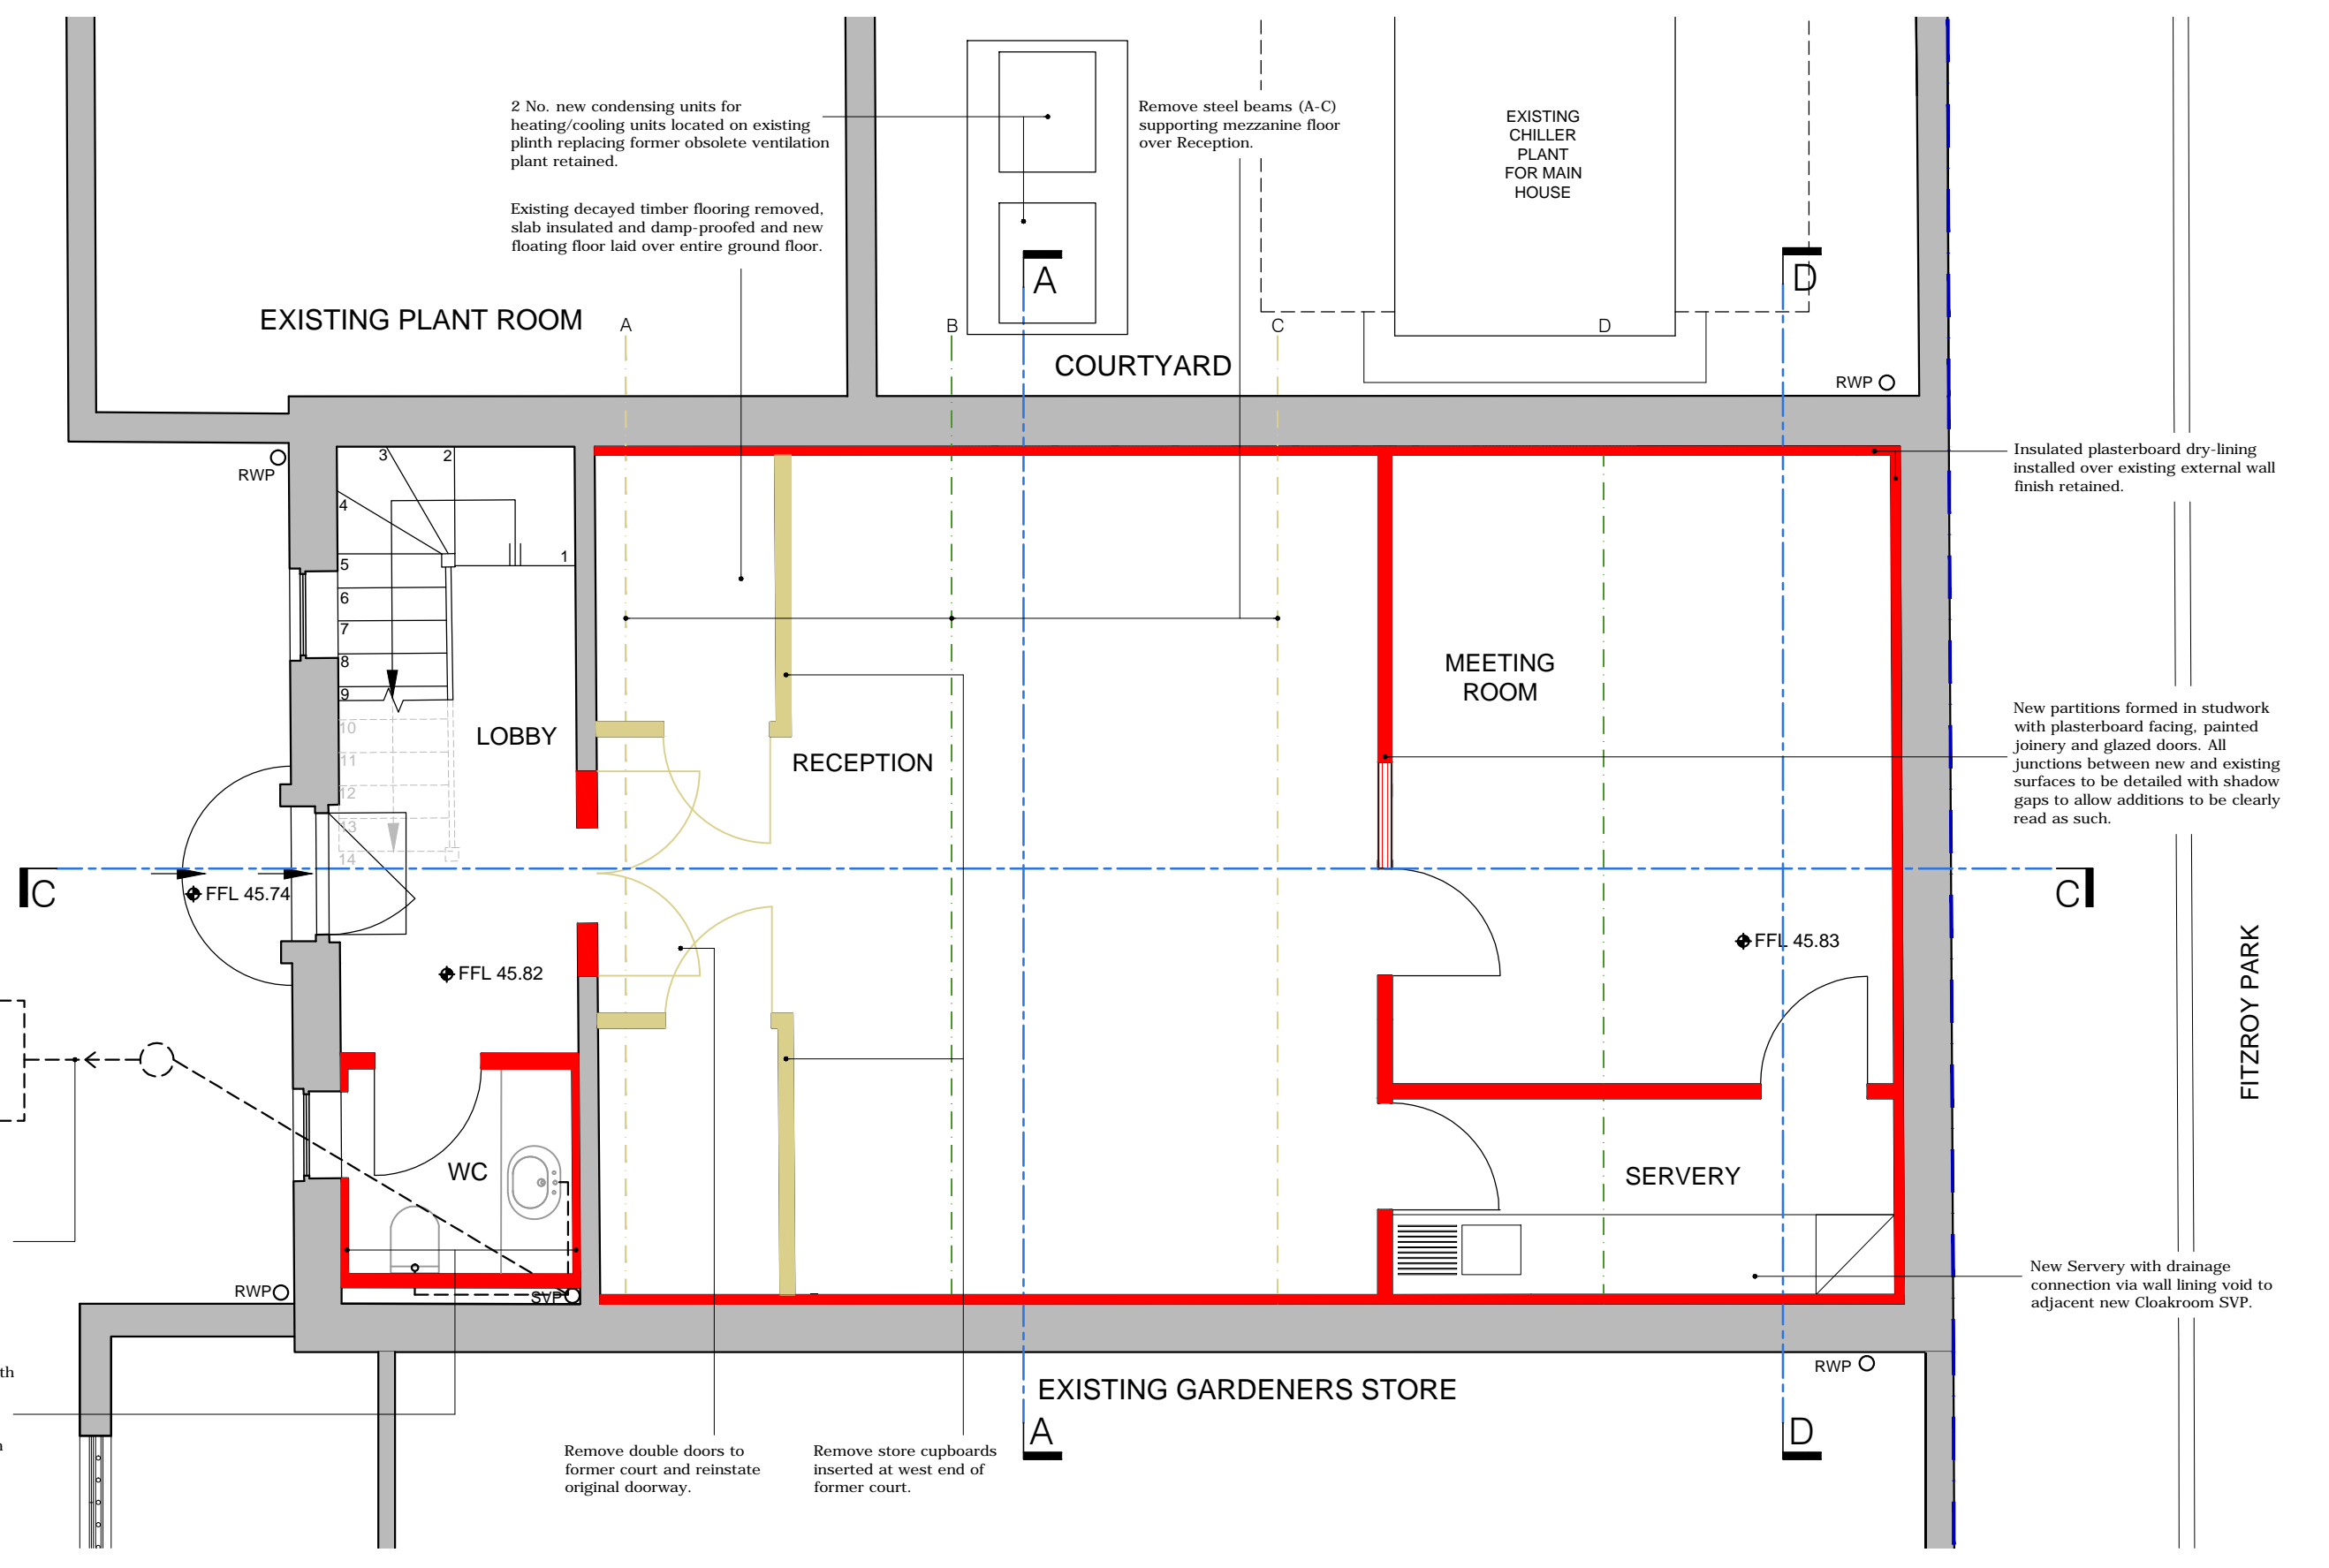 2 No. new condensing units for
heating/cooling units located on existing
plinth replacing former obsolete ventilation
plant retained.
Remove steel beams (A-C)
supporting mezzanine floor
over Reception.
EXISTING
CHILLER
PLANT
FOR MAIN
HOUSE
Existing decayed timber flooring removed,
slab insulated and damp-proofed and new
floating floor laid over entire ground floor.
A
D
EXISTING PLANT ROOM
A
B
C
D
COURTYARD
RWP
RWP
3
2
4
1
5
6
7
8
9
10
11
12
13
14
Insulated plasterboard dry-lining
installed over existing external wall
finish retained.
MEETING
ROOM
LOBBY
RECEPTION
New partitions formed in studwork
with plasterboard facing, painted
joinery and glazed doors. All
junctions between new and existing
surfaces to be detailed with shadow
gaps to allow additions to be clearly
read as such.
C
FFL 45.74
C
FFL 45.82
FFL 45.83
FITZROY PARK
WC
SERVERY
RWP
SVP
New Servery with drainage
connection via wall lining void to
adjacent new Cloakroom SVP.
RWP
th
EXISTING GARDENERS STORE
A
D
n
Remove double doors to
former court and reinstate
original doorway.
Remove store cupboards
inserted at west end of
former court.